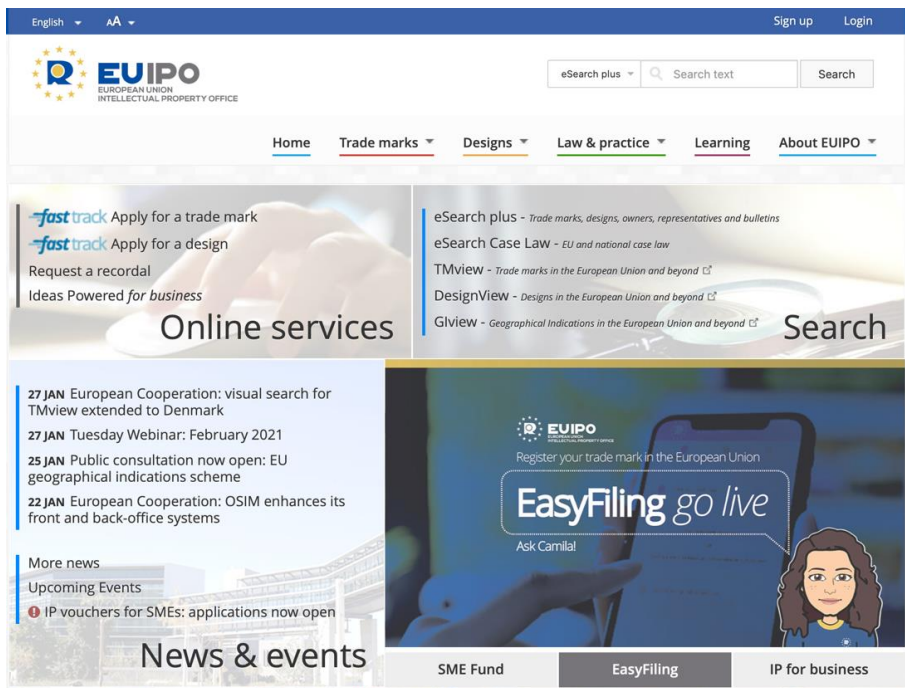 English
AA
Sign up
Login
EUIPO
EUROPEAN UNION
INTELLECTUAL PROPERTY OFFICE
eSearch plus
Search text
Search
Home
Trade marks
Designs
Law & practice
Learning
About EUIPO
fast track Apply for a trade mark
fast track Apply for a design
Request a recordal
Ideas Powered for business
Online services
eSearch plus - Trade marks, designs, owners, representatives and bulletins
eSearch Case Law - EU and national case law
TMview - Trade marks in the European Union and beyond
DesignView - Designs in the European Union and beyond
GIview - Geographical Indications in the European Union and beyond
Search
27 JAN European Cooperation: visual search for
TMview extended to Denmark
27 JAN Tuesday Webinar: February 2021
25 JAN Public consultation now open: EU
geographical indications scheme
22 JAN European Cooperation: OSIM enhances its
front and back-office systems
More news
Upcoming Events
IP vouchers for SMEs: applications now open
News & events
EUIPO
EUROPEAN UNION
INTELLECTUAL PROPERTY OFFICE
Register your trade mark in the European Union
EasyFiling go live
Ask Camila!
SME Fund
EasyFiling
IP for business